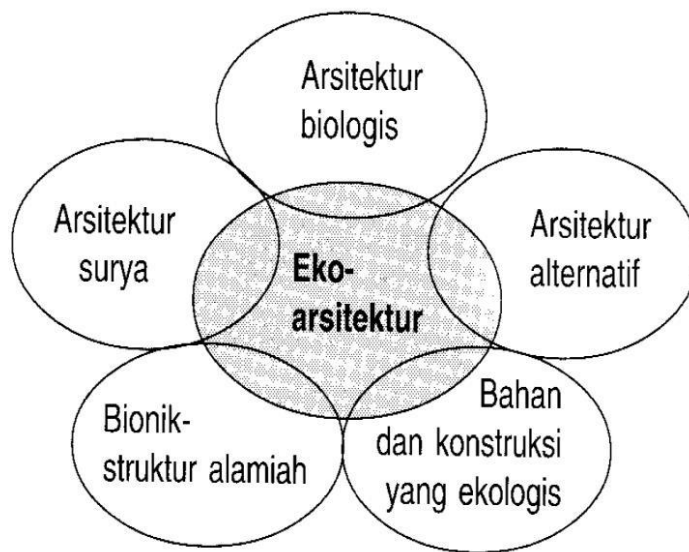 Arsitektur
biologis
Arsitektur
surya
Eko-
arsitektur
Arsitektur
alternatif
Bionik-
struktur alamiah
Bahan
dan konstruksi
yang ekologis